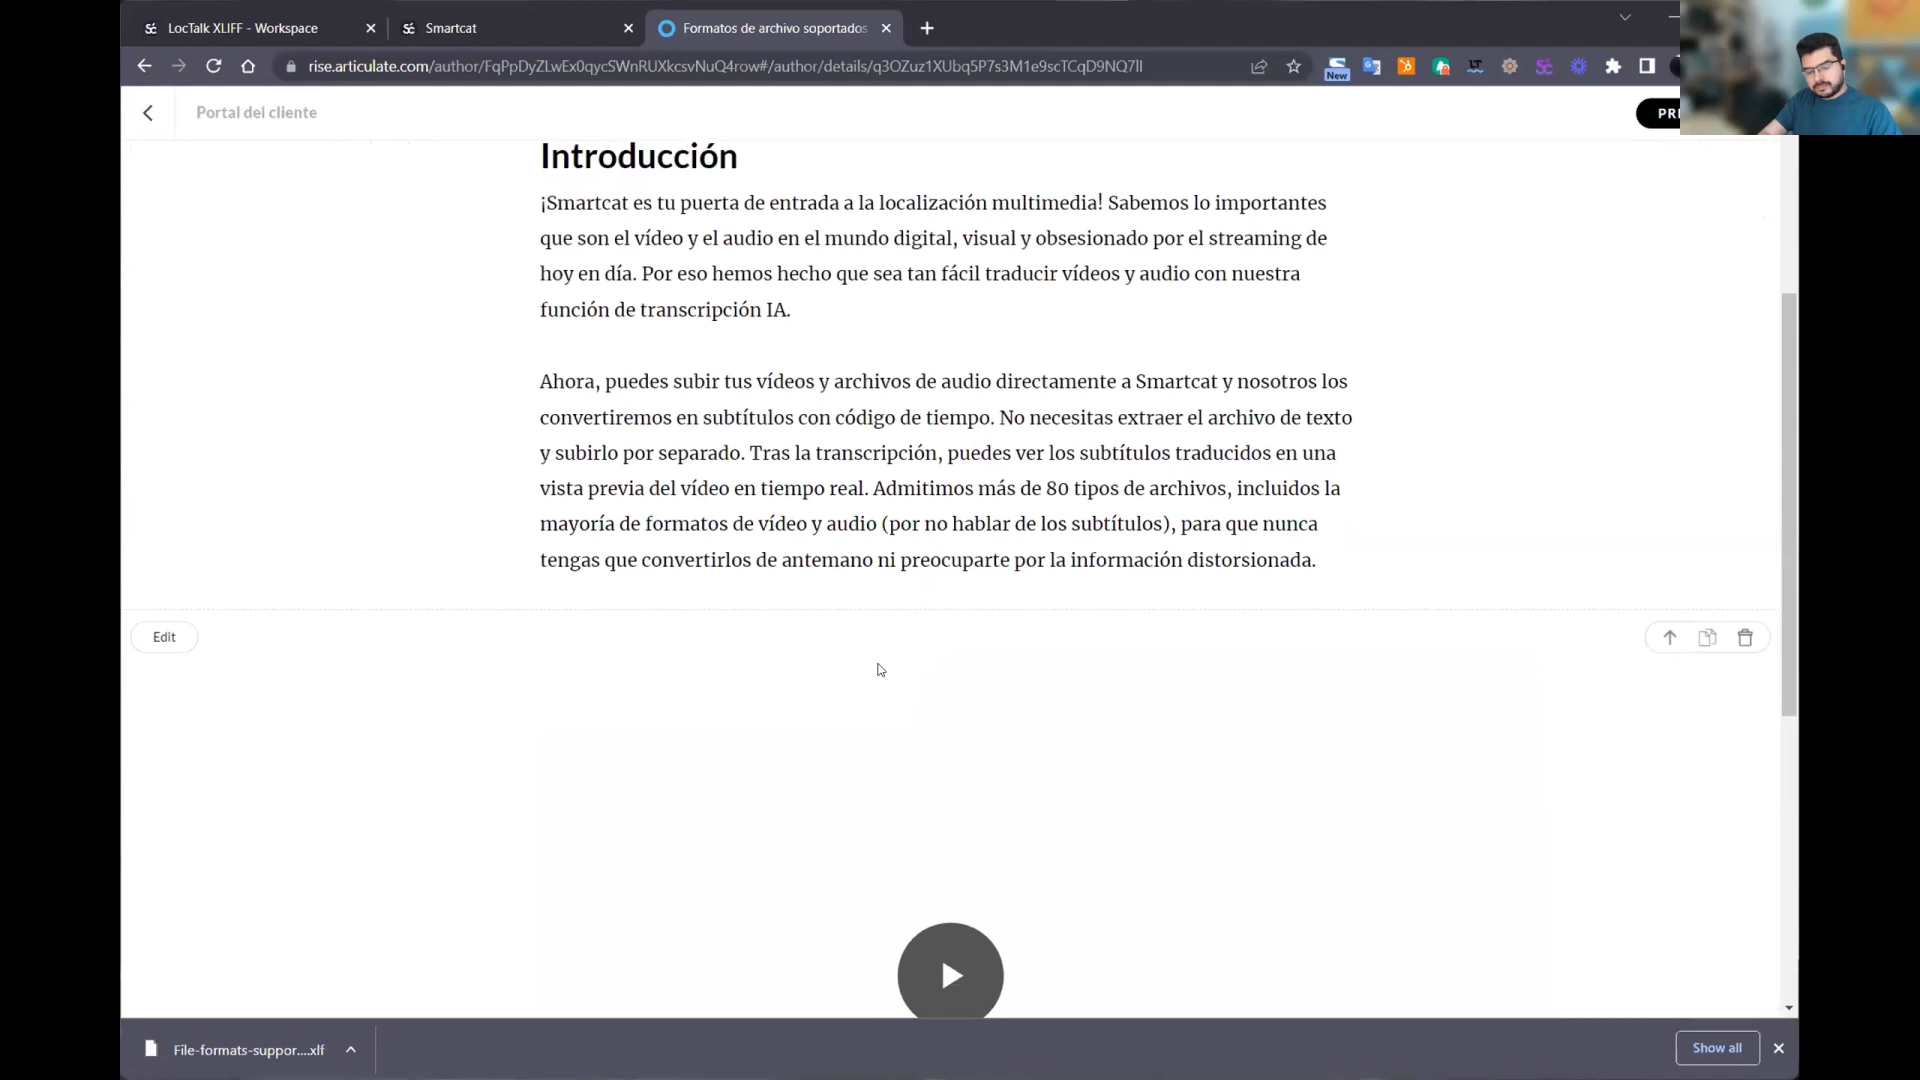 LocTalk XLIFF - Workspace
Smartcat
Formatos de archivo soportados
rise.articulate.com/author/FqPpDyZLwEx0qycSWnRUXkcsvNuQ4row#/author/details/q3OZuz1XUbq5P7s3M1e9scTCqD9NQ7lI
New
Portal del cliente
PRE
Introducción
¡Smartcat es tu puerta de entrada a la localización multimedia! Sabemos lo importantes
que son el vídeo y el audio en el mundo digital, visual y obsesionado por el streaming de
hoy en día. Por eso hemos hecho que sea tan fácil traducir vídeos y audio con nuestra
función de transcripción IA.
Ahora, puedes subir tus vídeos y archivos de audio directamente a Smartcat y nosotros los
convertiremos en subtítulos con código de tiempo. No necesitas extraer el archivo de texto
y subirlo por separado. Tras la transcripción, puedes ver los subtítulos traducidos en una
vista previa del vídeo en tiempo real. Admitimos más de 80 tipos de archivos, incluidos la
mayoría de formatos de vídeo y audio (por no hablar de los subtítulos), para que nunca
tengas que convertirlos de antemano ni preocuparte por la información distorsionada.
Edit
File-formats-suppor....xlf
Show all